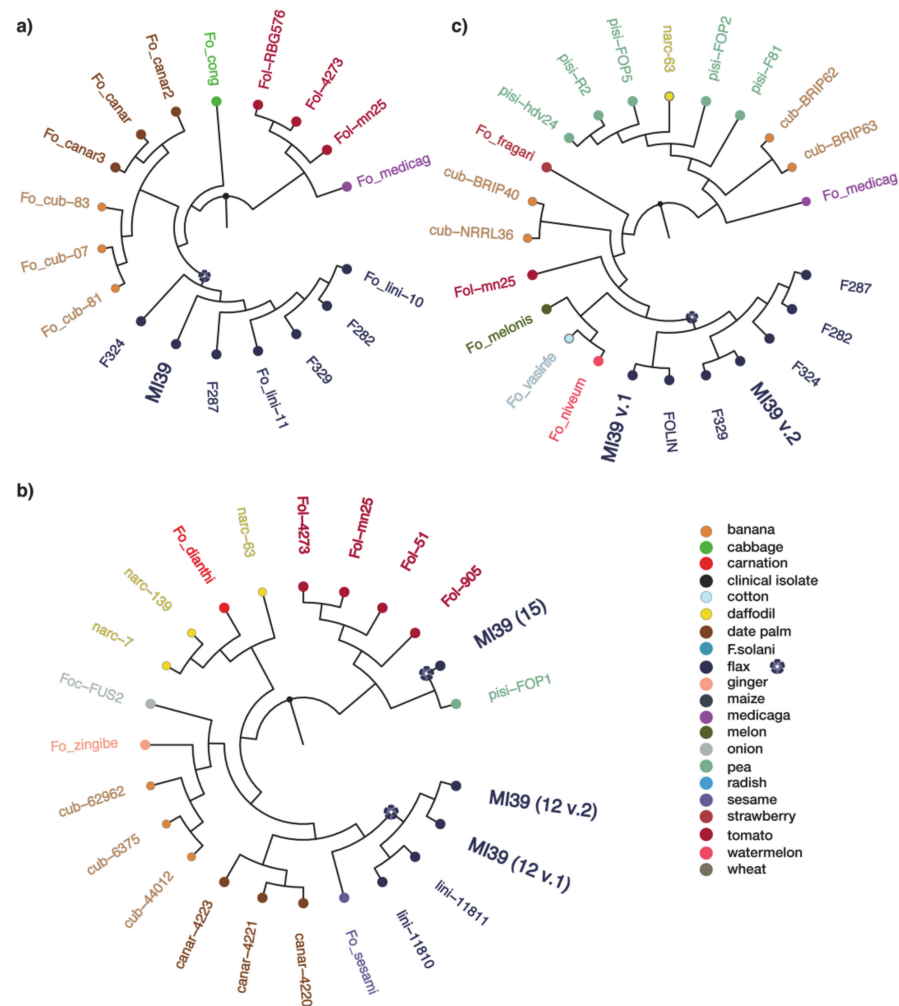 a)
Fo_canar3
Fo_canar
Fo_canar2
Fo_cong
Fol-RBG576
Fol-4273
Fol-mn25
Fo_medicag
Fo_cub-83
Fo_cub-07
Fo_cub-81
F324
MI39
F287
Fo_lini-11
F329
F282
Fo_lini-10
c)
Fo_fragari
pisi-hdv24
pisi-R2
pisi-FOP5
narc-63
pisi-FOP2
pisi-F81
cub-BRIP62
cub-BRIP63
Fo_medicag
cub-BRIP40
cub-NRRL36
Fol-mn25
Fo_melonis
Fo_vasinfe
Fo_niveum
MI39 v.1
FOLIN
F329
MI39 v.2
F324
F282
F287
b)
narc-7
narc-139
Fo_dianthi
narc-63
Fol-4273
Fol-mn25
Fol-51
Fol-905
MI39 (15)
pisi-FOP1
Foc-FUS2
Fo_zingibe
cub-62962
cub-6375
cub-44012
canar-4223
canar-4221
canar-4220
Fo_sesami
lini-11810
lini-11811
MI39 (12 v.1)
MI39 (12 v.2)
banana
cabbage
carnation
clinical isolate
cotton
daffodil
date palm
F.solani
flax
ginger
maize
medicaga
melon
onion
pea
radish
sesame
strawberry
tomato
watermelon
wheat